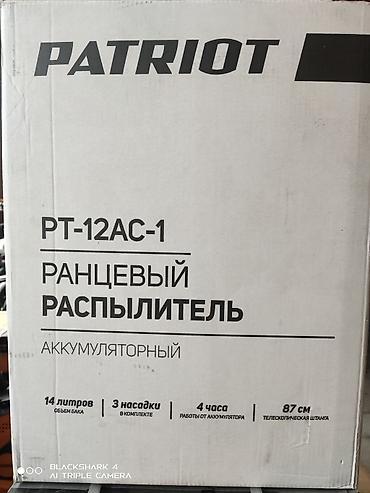 PATRIOT
PT-12AC-1
РАНЦЕВЫЙ
РАСПЫЛИТЕЛЬ
АККУМУЛЯТОРНЫЙ
14 литров
ОБЪЕМ БАКА
3 насадки
В КОМПЛЕКТЕ
4 часа
РАБОТЫ ОТ АККУМУЛЯТОРА
87 см
ТЕЛЕСКОПИЧЕСКАЯ ШТАНГА
BLACKSHARK 4
AI TRIPLE CAMERA